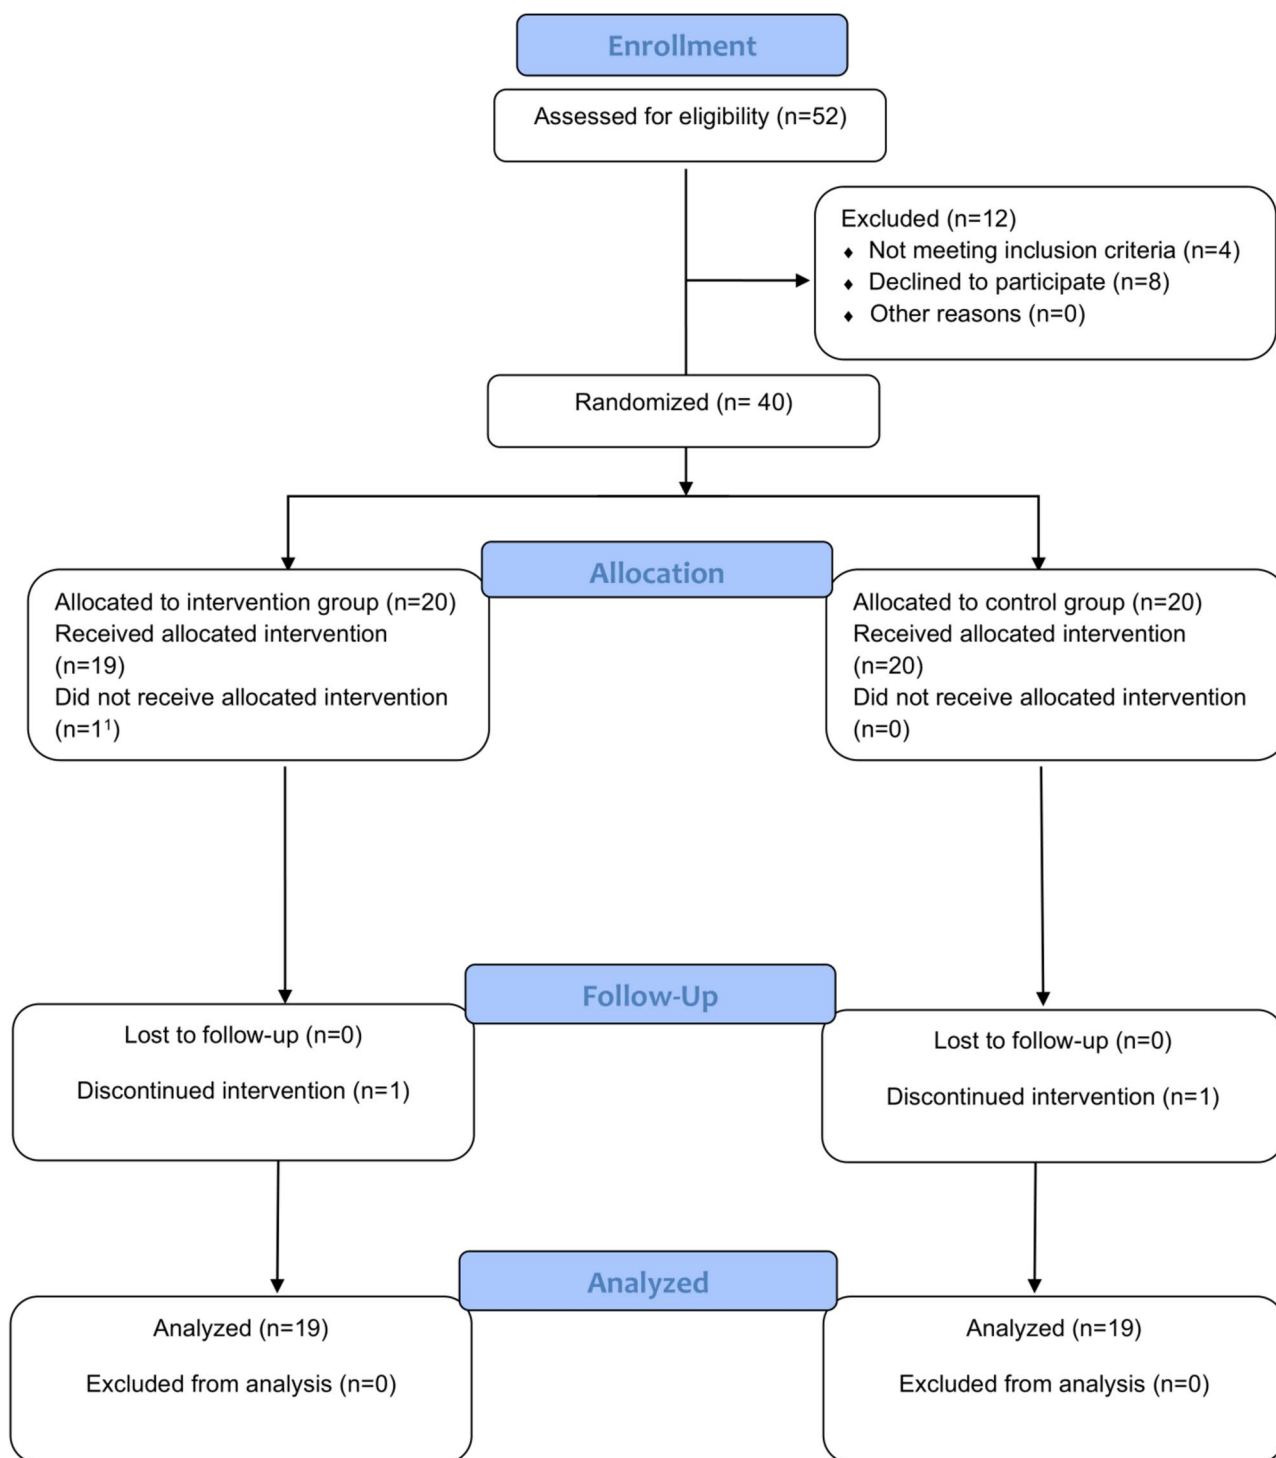 Enrollment
Assessed for eligibility (n=52)
Excluded (n=12)
♦ Not meeting inclusion criteria (n=4)
♦ Declined to participate (n=8)
♦ Other reasons (n=0)
Randomized (n= 40)
Allocation
Allocated to intervention group (n=20)
Received allocated intervention
(n=19)
Did not receive allocated intervention
(n=1¹)
Allocated to control group (n=20)
Received allocated intervention
(n=20)
Did not receive allocated intervention
(n=0)
Follow-Up
Lost to follow-up (n=0)
Discontinued intervention (n=1)
Lost to follow-up (n=0)
Discontinued intervention (n=1)
Analyzed
Analyzed (n=19)
Excluded from analysis (n=0)
Analyzed (n=19)
Excluded from analysis (n=0)